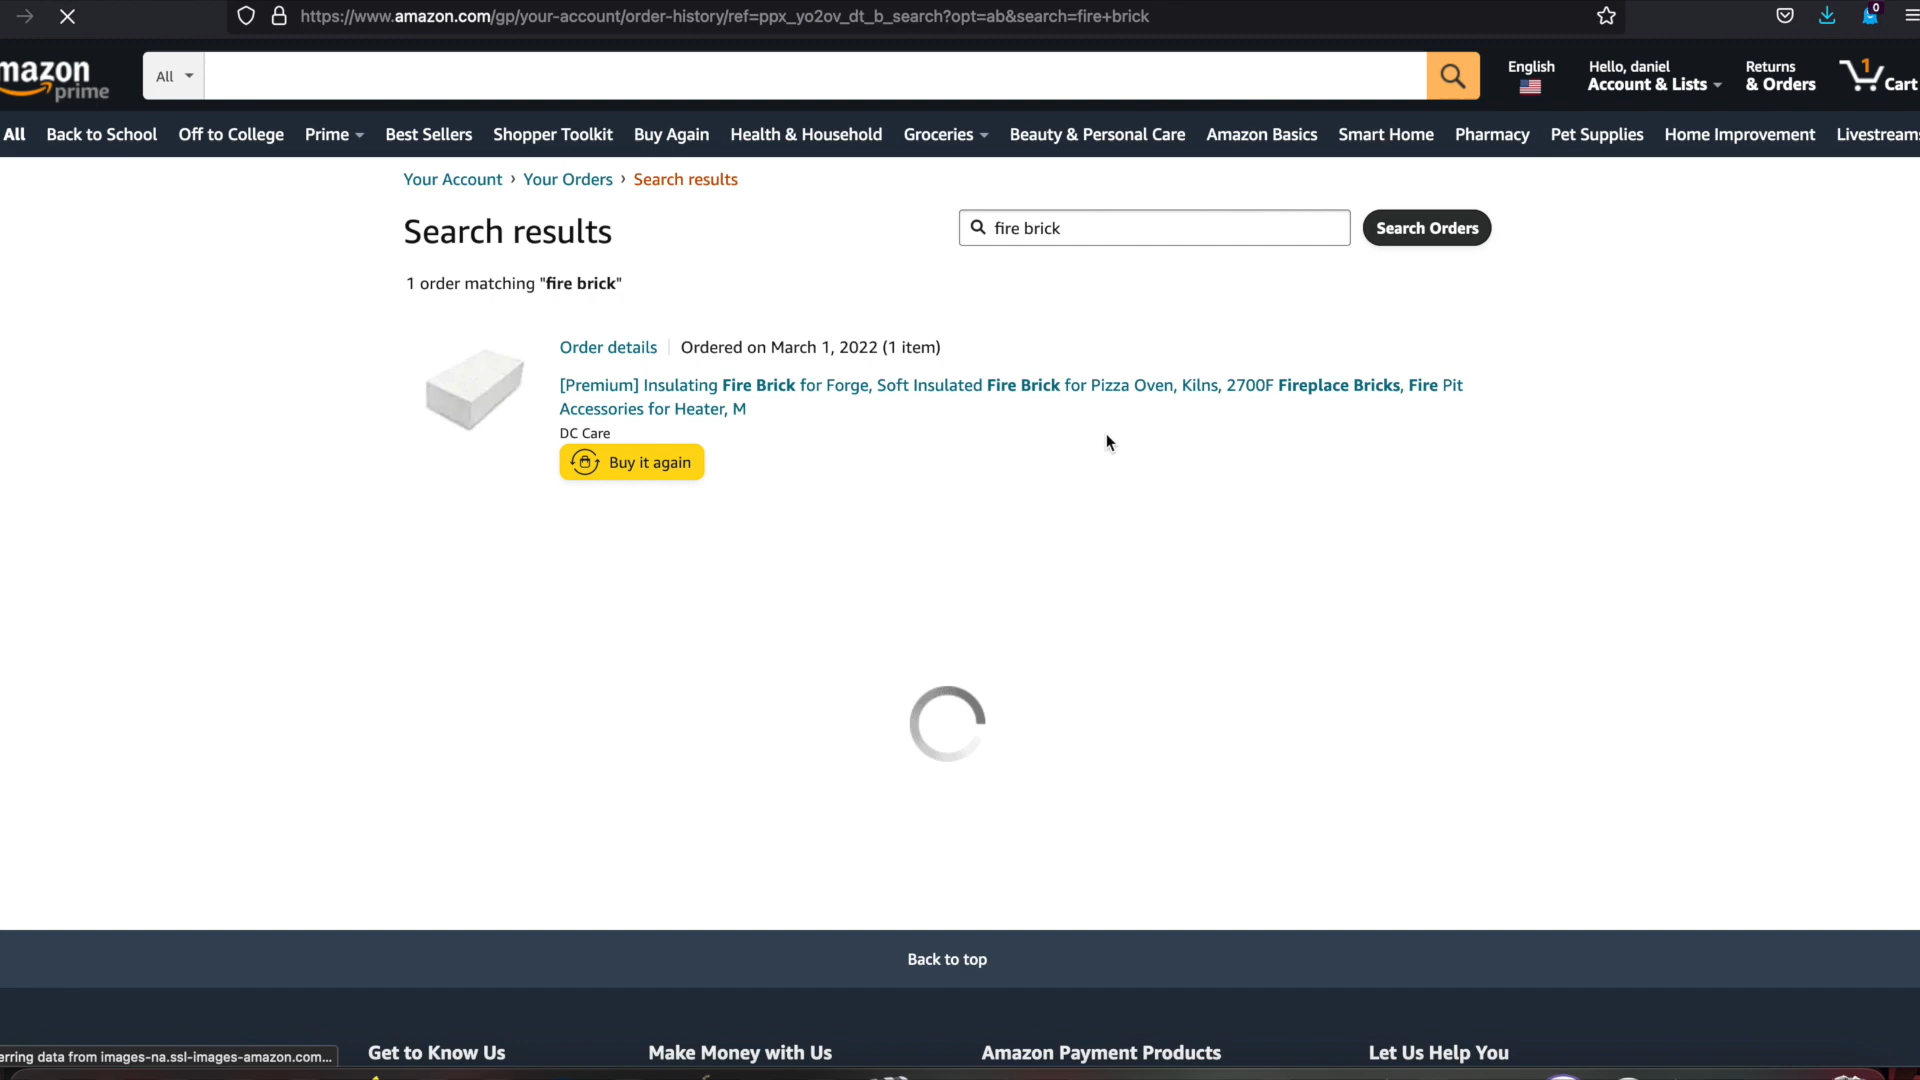 https://www.amazon.com/gp/your-account/order-history/ref=ppx_yo2ov_dt_b_search?opt=ab&search=fire+brick
0
mazon
prime
All
English
Hello, daniel
Account & Lists
Returns
& Orders
1
Cart
All Back to School Off to College Prime Best Sellers Shopper Toolkit Buy Again Health & Household Groceries Beauty & Personal Care Amazon Basics Smart Home Pharmacy Pet Supplies Home Improvement Livestreams
Your Account › Your Orders › Search results
Search results
fire brick
Search Orders
1 order matching "fire brick"
Order details Ordered on March 1, 2022 (1 item)
[Premium] Insulating Fire Brick for Forge, Soft Insulated Fire Brick for Pizza Oven, Kilns, 2700F Fireplace Bricks, Fire Pit
Accessories for Heater, M
DC Care
Buy it again
Back to top
erring data from images-na.ssl-images-amazon.com...
Get to Know Us Make Money with Us Amazon Payment Products Let Us Help You